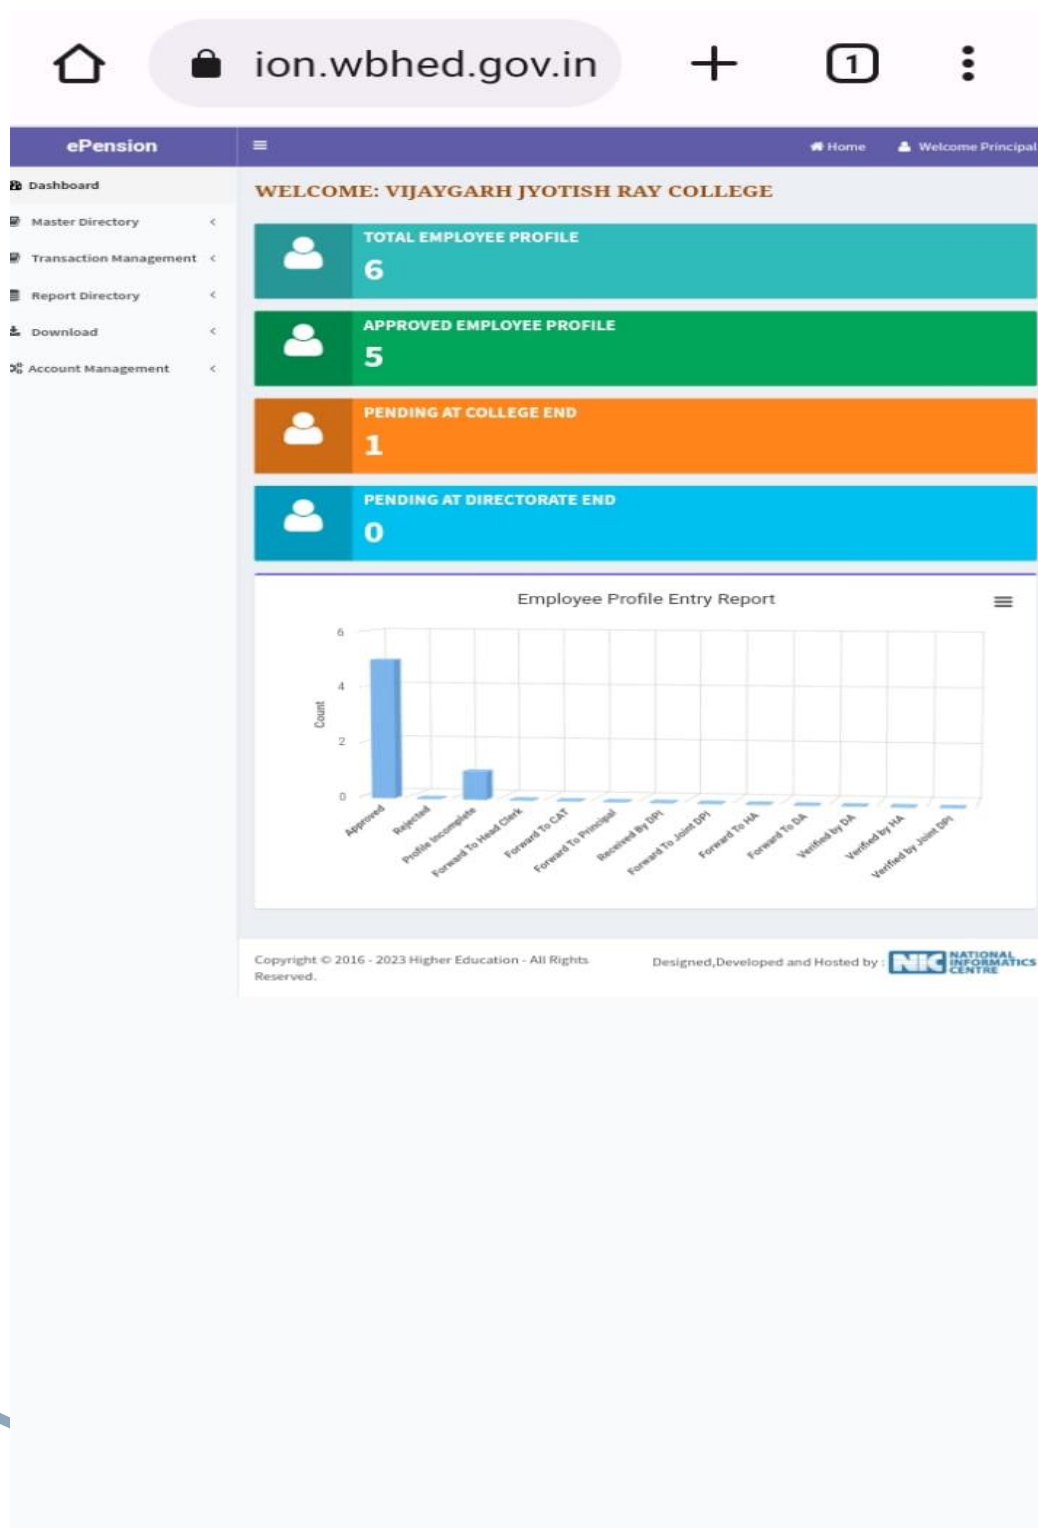 ion.wbhed.gov.in
1
ePension
Home
Welcome Principal
Dashboard
Master Directory
Transaction Management
Report Directory
Download
Account Management
WELCOME: VIJAYGARH JYOTISH RAY COLLEGE
TOTAL EMPLOYEE PROFILE
6
APPROVED EMPLOYEE PROFILE
5
PENDING AT COLLEGE END
1
PENDING AT DIRECTORATE END
0
Employee Profile Entry Report
Count
6
4
2
0
Approved
Rejected
Profile Incomplete
Forward To Head Clerk
Forward To CAT
Forward To Principal
Received By DPI
Forward To Joint DPI
Forward To HA
Forward To DA
Verified by DA
Verified by HA
Verified by Joint DPI
Copyright © 2016 - 2023 Higher Education - All Rights
Reserved.
Designed,Developed and Hosted by :
NIC
NATIONAL
INFORMATICS
CENTRE